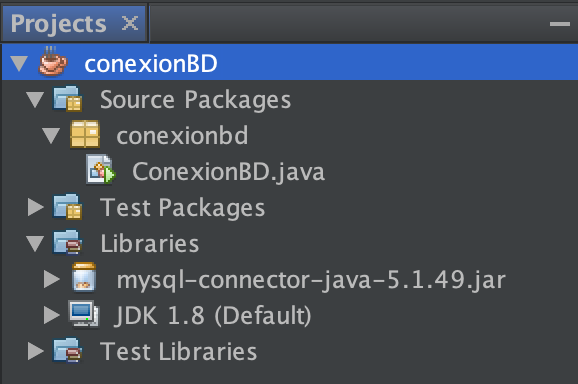 Projects
conexionBD
Source Packages
conexionbd
ConexionBD.java
Test Packages
Libraries
mysql-connector-java-5.1.49.jar
JDK 1.8 (Default)
Test Libraries